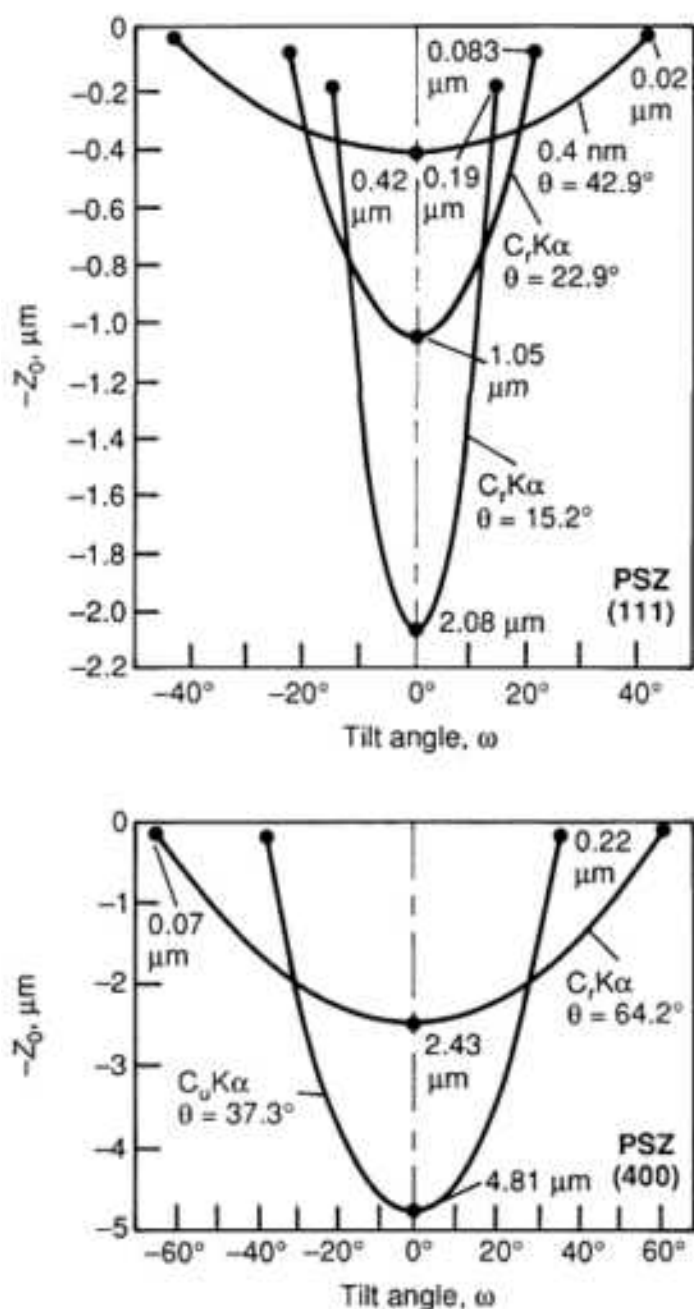 0
−0.2
−0.4
−0.6
−0.8
−1.0
−1.2
−1.4
−1.6
−1.8
−2.0
−2.2
−Z₀, μm
0.083
μm
0.02
μm
0.42
μm
0.19
μm
0.4 nm
θ = 42.9°
CᵣKα
θ = 22.9°
1.05
μm
CᵣKα
θ = 15.2°
2.08 μm
PSZ
(111)
−40° −20° 0° 20° 40°
Tilt angle, ω
0
−1
−2
−3
−4
−5
−Z₀, μm
0.07
μm
0.22
μm
CᵣKα
θ = 64.2°
2.43
μm
CᵤKα
θ = 37.3°
4.81 μm
PSZ
(400)
−60° −40° −20° 0° 20° 40° 60°
Tilt angle, ω